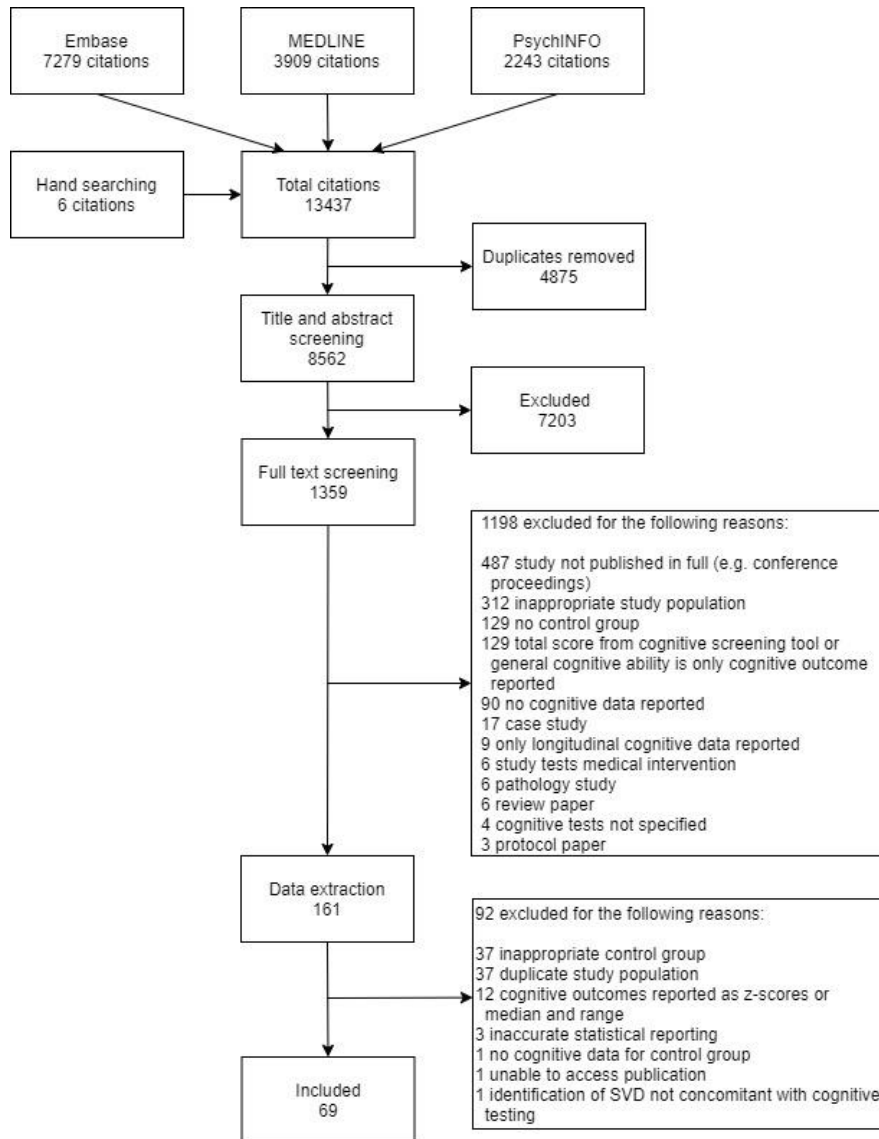 Embase
7279 citations
MEDLINE
3909 citations
PsychINFO
2243 citations
Hand searching
6 citations
Total citations
13437
Duplicates removed
4875
Title and abstract
screening
8562
Excluded
7203
Full text screening
1359
1198 excluded for the following reasons:
487 study not published in full (e.g. conference
proceedings)
312 inappropriate study population
129 no control group
129 total score from cognitive screening tool or
general cognitive ability is only cognitive outcome
reported
90 no cognitive data reported
17 case study
9 only longitudinal cognitive data reported
6 study tests medical intervention
6 pathology study
6 review paper
4 cognitive tests not specified
3 protocol paper
Data extraction
161
92 excluded for the following reasons:
37 inappropriate control group
37 duplicate study population
12 cognitive outcomes reported as z-scores or
median and range
3 inaccurate statistical reporting
1 no cognitive data for control group
1 unable to access publication
1 identification of SVD not concomitant with cognitive
testing
Included
69